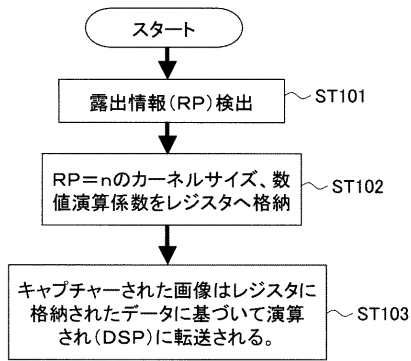 スタート
露出情報(RP)検出
ST101
RP=nのカーネルサイズ、数
値演算係数をレジスタへ格納
ST102
キャプチャーされた画像はレジスタに
格納されたデータに基づいて演算
され(DSP)に転送される。
ST103